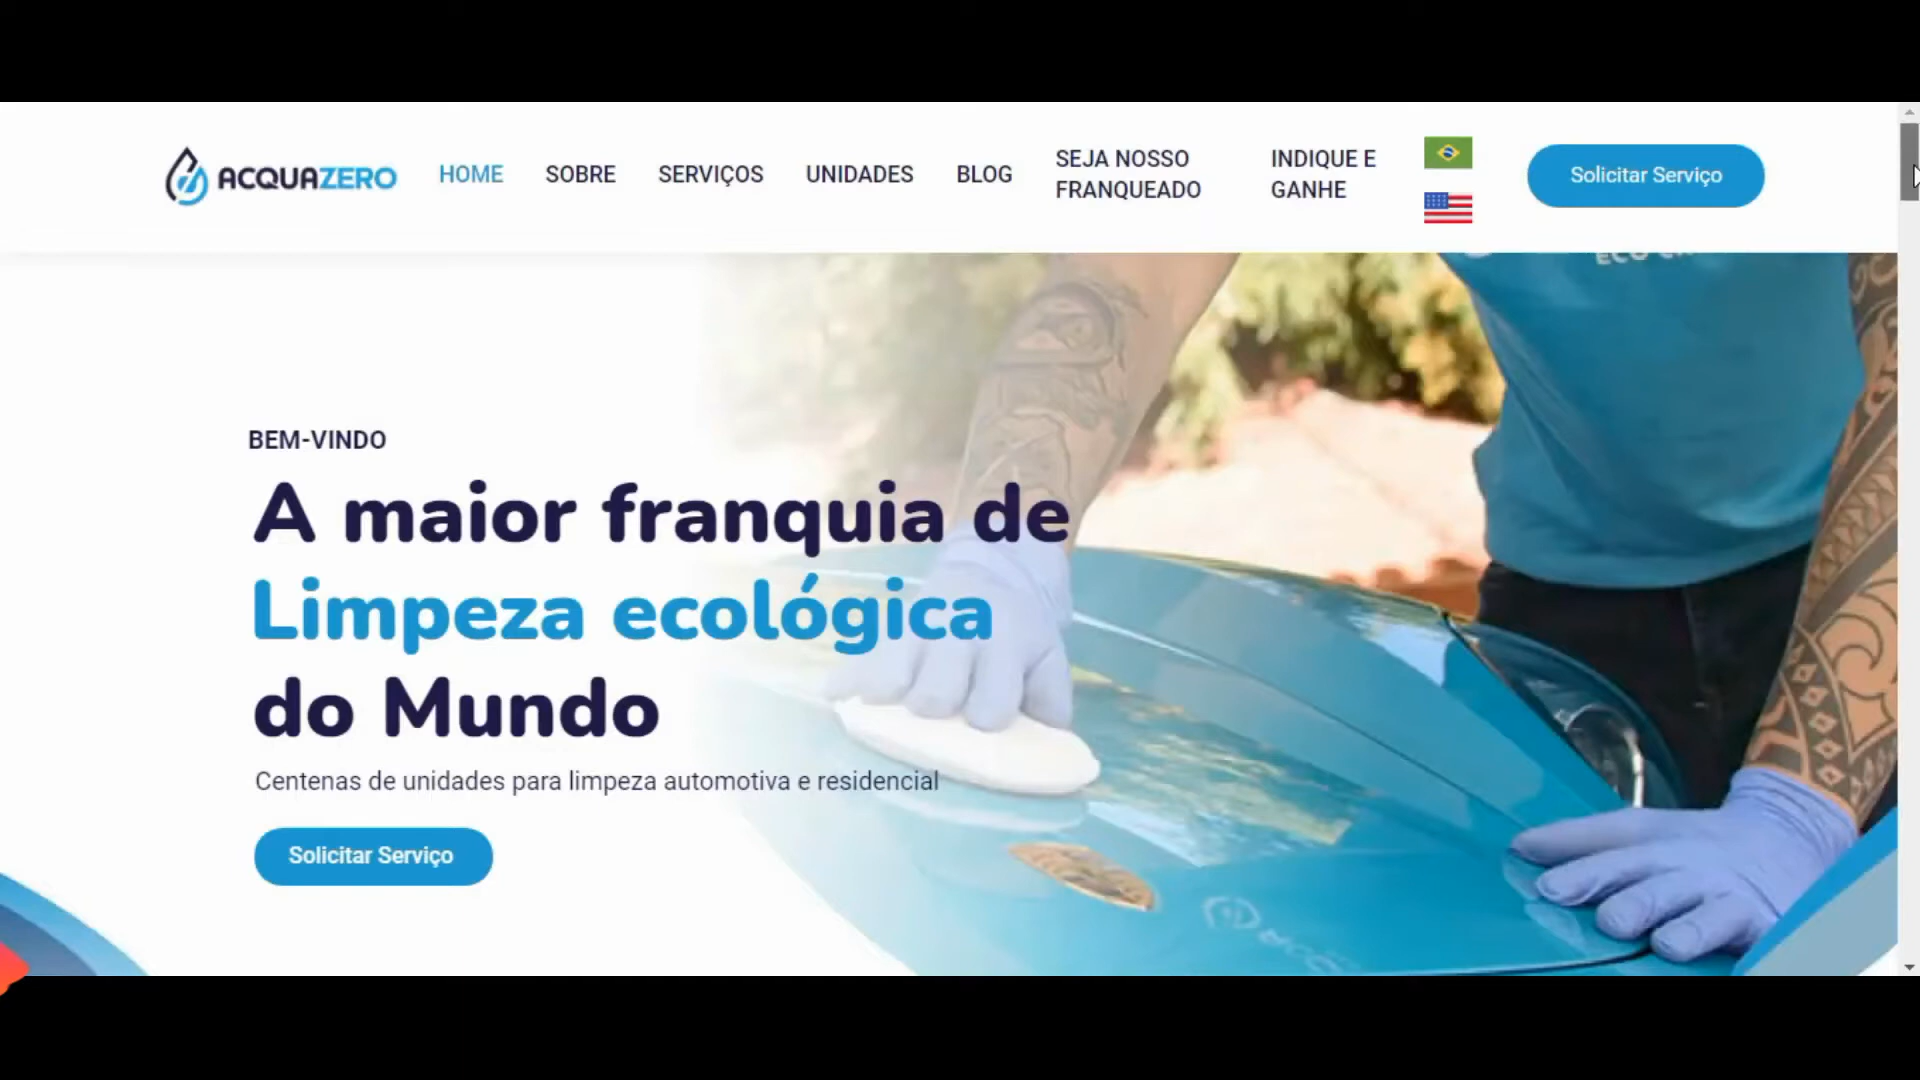 ACQUAZERO
HOME
SOBRE
SERVIÇOS
UNIDADES
BLOG
SEJA NOSSO
FRANQUEADO
INDIQUE E
GANHE
Solicitar Serviço
BEM-VINDO
A maior franquia de
Limpeza ecológica
do Mundo
Centenas de unidades para limpeza automotiva e residencial
Solicitar Serviço